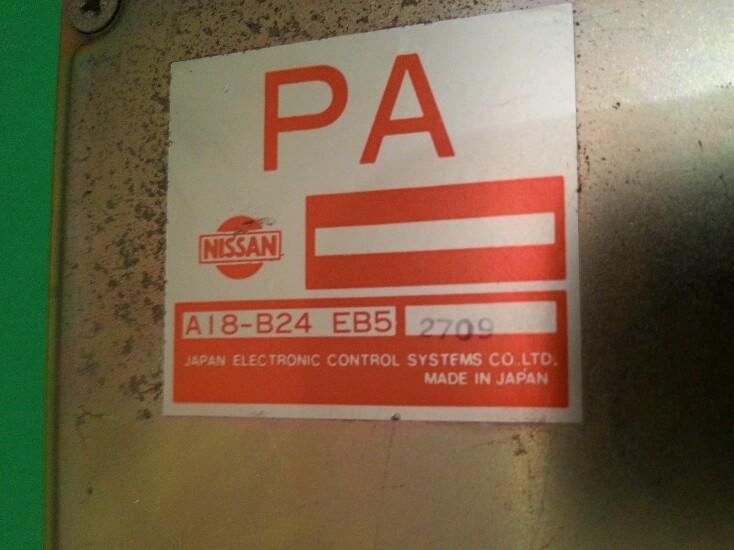 PA
NISSAN
A18-B24 EB5 2709
JAPAN ELECTRONIC CONTROL SYSTEMS CO.,LTD.
MADE IN JAPAN